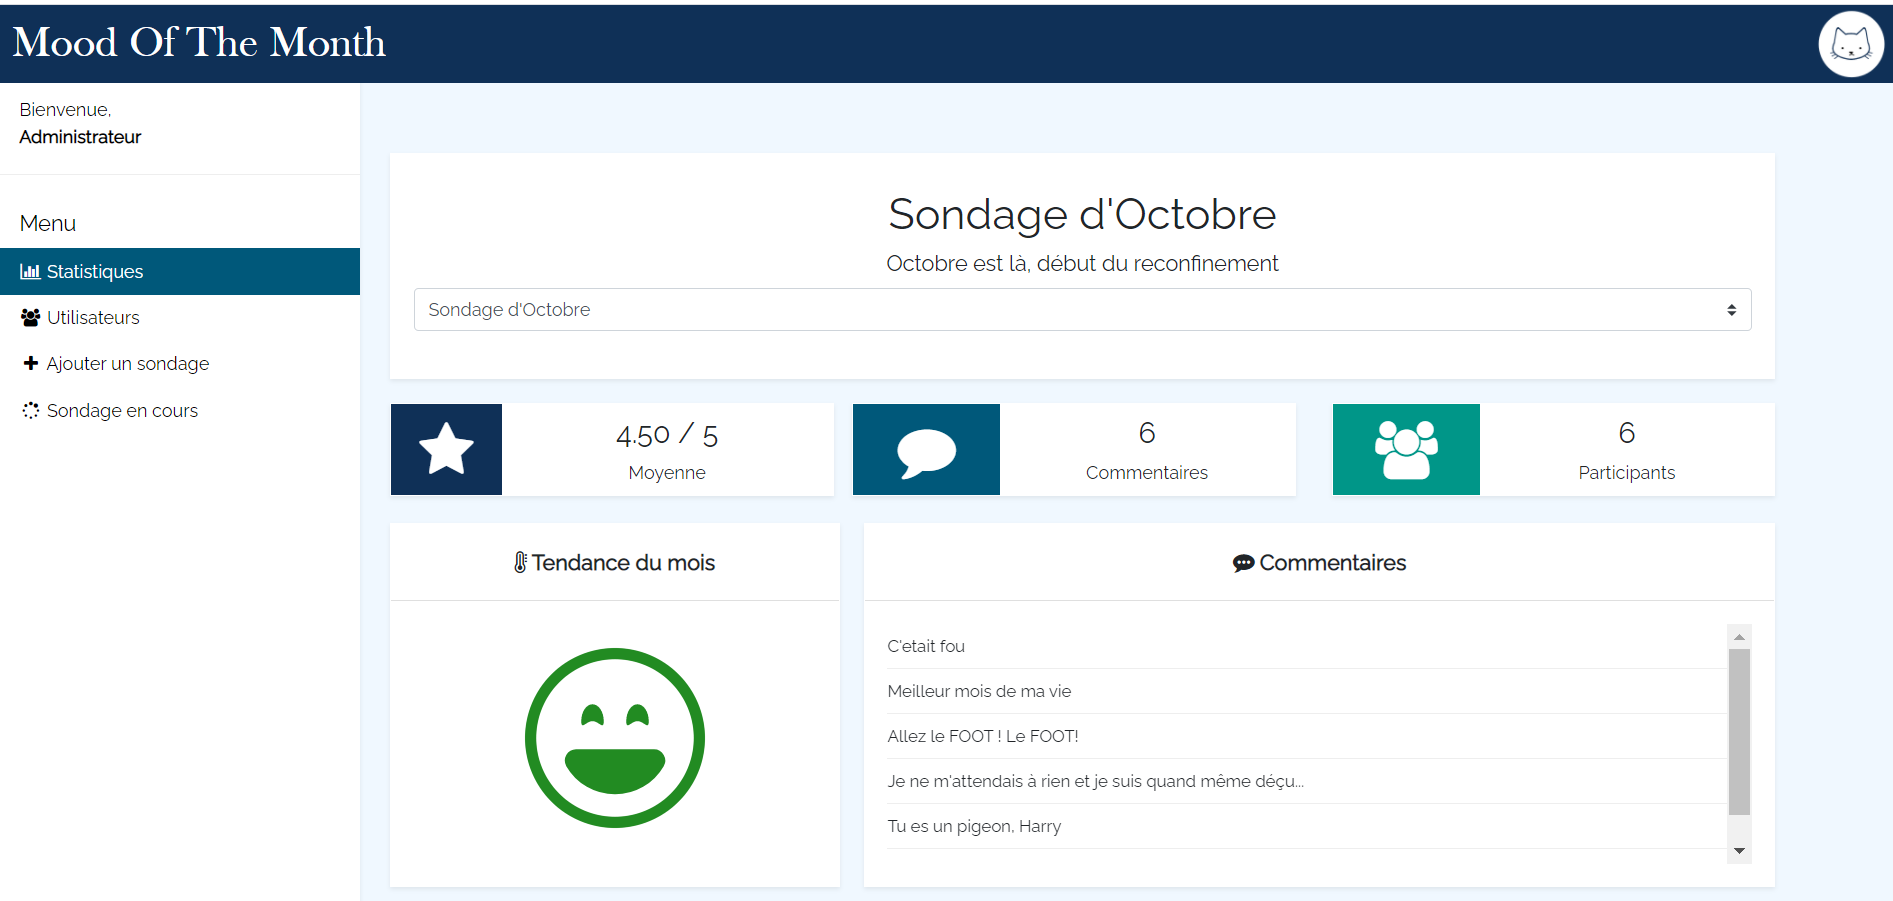 Mood Of The Month
Bienvenue,
Administrateur
Menu
Statistiques
Utilisateurs
Ajouter un sondage
Sondage en cours
Sondage d'Octobre
Octobre est là, début du reconfinement
Sondage d'Octobre
4.50 / 5
Moyenne
6
Commentaires
6
Participants
Tendance du mois
Commentaires
C'etait fou
Meilleur mois de ma vie
Allez le FOOT ! Le FOOT!
Je ne m'attendais à rien et je suis quand même déçu...
Tu es un pigeon, Harry